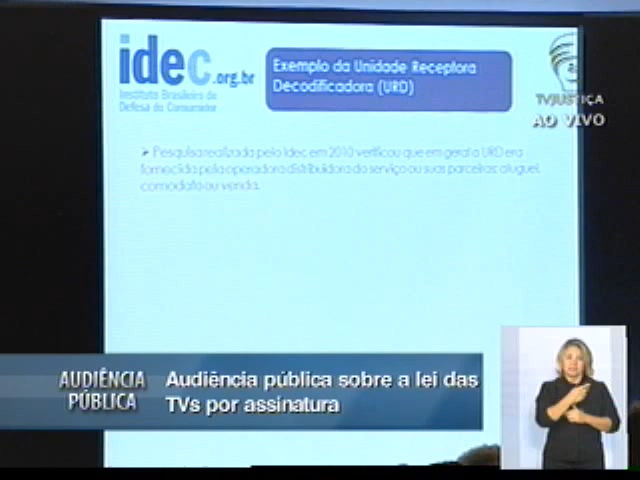 idec.org.br
Instituto Brasileiro de
Defesa do Consumidor
Exemplo da Unidade Receptora
Decodificadora (URD)
TVJUSTIÇA
AO VIVO
➤ Pesquisa realizada pelo Idec em 2010 verificou que em geral a URD era
fornecida pela operadora distribuidora do serviço ou suas parceiras: aluguel,
comodato ou venda.
AUDIÊNCIA
PÚBLICA
Audiência pública sobre a lei das
TVs por assinatura